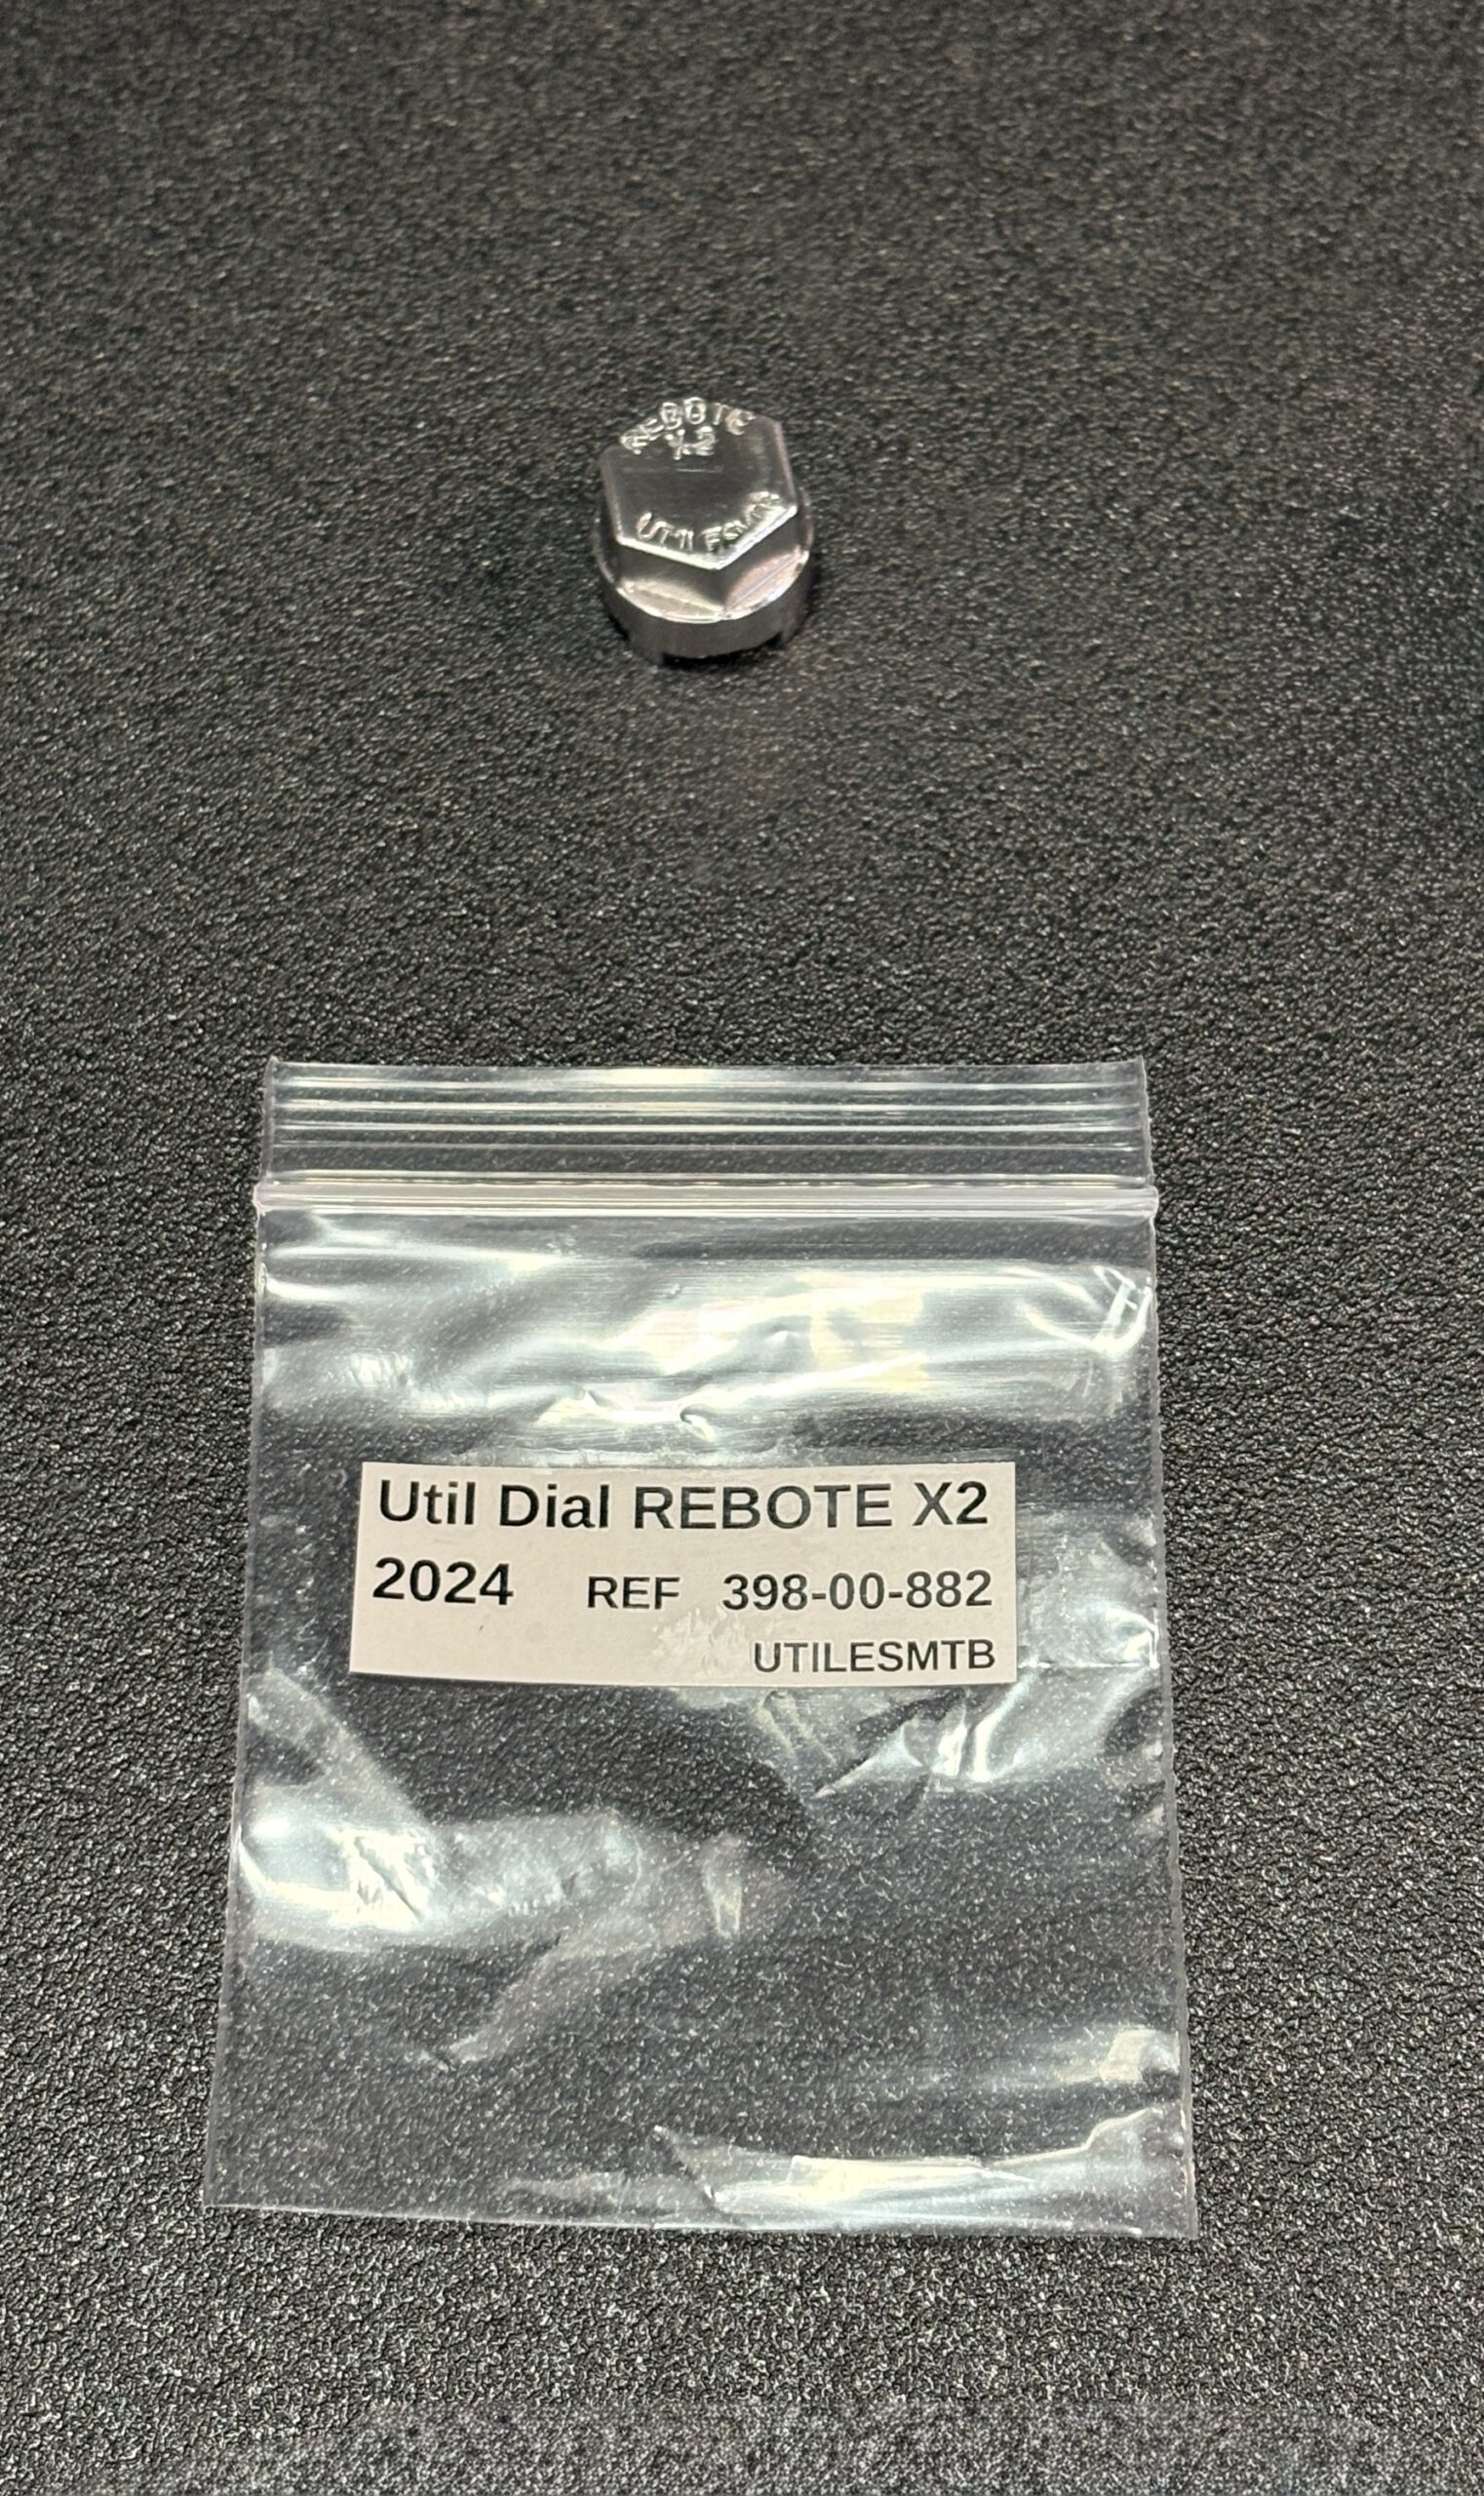 REBOTE
X2
Util Dial REBOTE X2
2024 REF 398-00-882
UTILESMTB